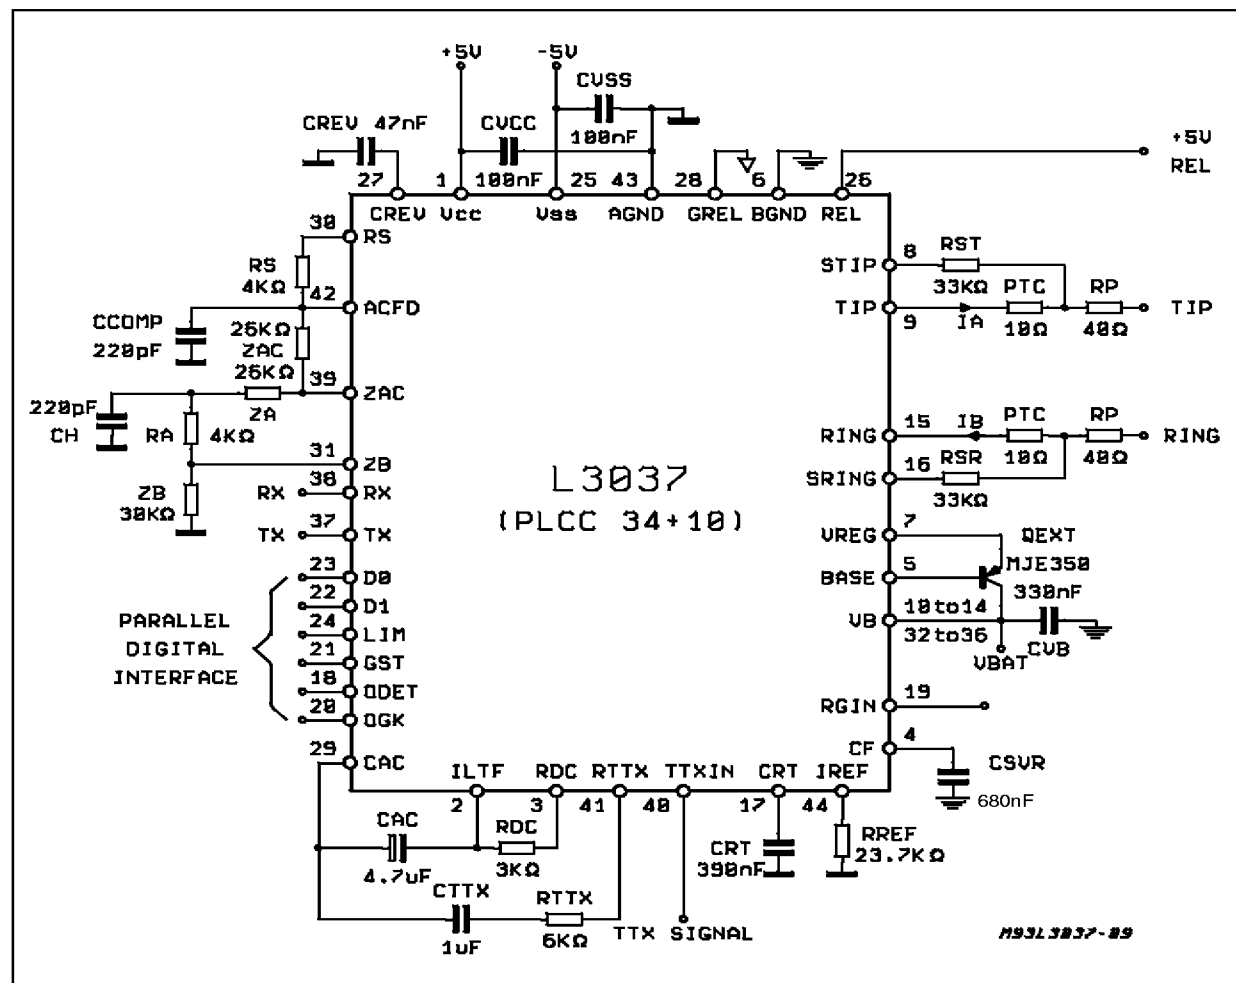 +5V -5V
CVSS
CREV 47nF CVCC 100nF
+5V
REL
27 1 100nF 25 43 28 6 26
CREV Vcc Vss AGND GREL BGND REL
30 RS
RS
4KΩ
42 ACFD
CCOMP
220pF
26KΩ
ZAC
26KΩ
39 ZAC
220pF
CH
ZA
RA 4KΩ
31 ZB
38
RX RX
ZB
30KΩ
37
TX TX
23 D0
22 D1
24 LIM
21 GST
18 ODET
20 OGK
PARALLEL
DIGITAL
INTERFACE
29 CAC
L3037
(PLCC 34+10)
STIP 8 RST
33KΩ PTC RP
TIP 9 IA 10Ω 40Ω TIP
RING 15 IB PTC RP RING
SRING 16 RSR 10Ω 40Ω
33KΩ
VREG 7 QEXT
BASE 5 MJE350
330nF
VB 10to14
32to36
VBAT CVB
RGIN 19
CF 4
CSVR
680nF
ILTF RDC RTTX TTXIN CRT IREF
2 3 41 40 17 44
CAC RDC
4.7uF 3KΩ
CRT
390nF
RREF
23.7KΩ
CTTX RTTX
1uF 6KΩ TTX SIGNAL
M93L3037-09